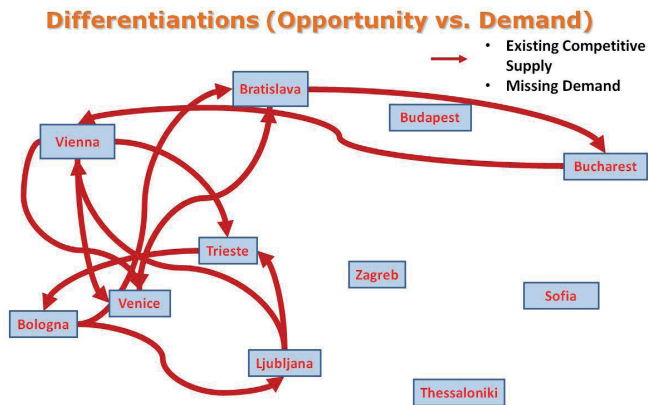 Differentiantions (Opportunity vs. Demand)
• Existing Competitive
Supply
• Missing Demand
Bratislava
Budapest
Vienna
Bucharest
Trieste
Zagreb
Venice
Sofia
Bologna
Ljubljana
Thessaloniki